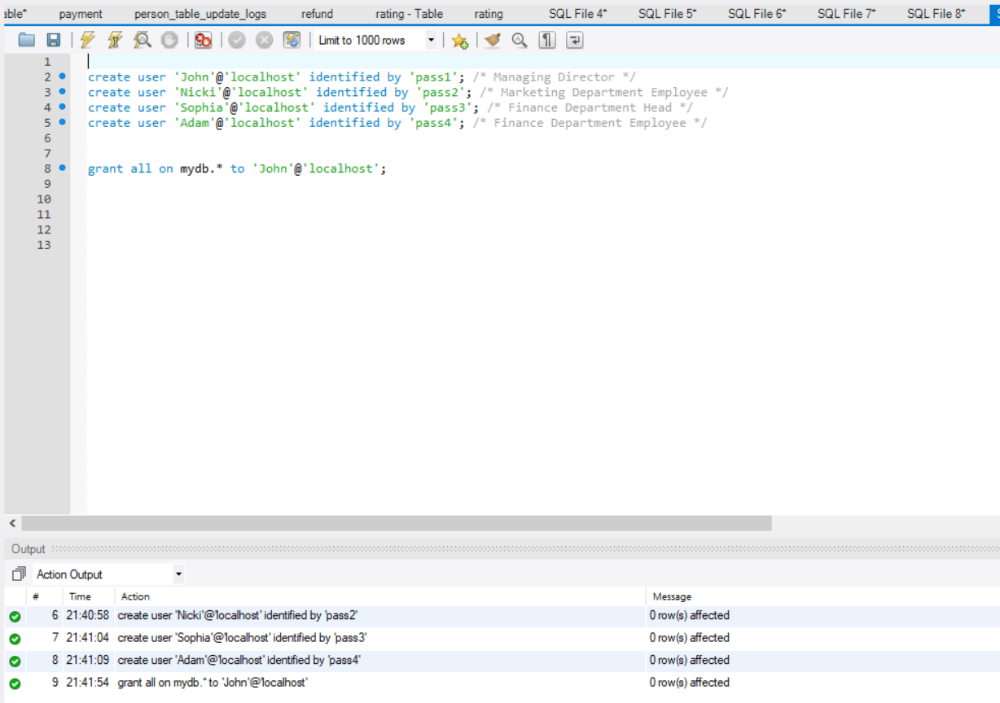 able* payment person_table_update_logs refund rating - Table rating SQL File 4* SQL File 5* SQL File 6* SQL File 7* SQL File 8* S
Limit to 1000 rows
1
2 create user 'John'@'localhost' identified by 'pass1'; /* Managing Director */
3 create user 'Nicki'@'localhost' identified by 'pass2'; /* Marketing Department Employee */
4 create user 'Sophia'@'localhost' identified by 'pass3'; /* Finance Department Head */
5 create user 'Adam'@'localhost' identified by 'pass4'; /* Finance Department Employee */
6
7
8 grant all on mydb.* to 'John'@'localhost';
9
10
11
12
13
Output
Action Output
# Time Action Message
6 21:40:58 create user 'Nicki'@'localhost' identified by 'pass2' 0 row(s) affected
7 21:41:04 create user 'Sophia'@'localhost' identified by 'pass3' 0 row(s) affected
8 21:41:09 create user 'Adam'@'localhost' identified by 'pass4' 0 row(s) affected
9 21:41:54 grant all on mydb.* to 'John'@'localhost' 0 row(s) affected